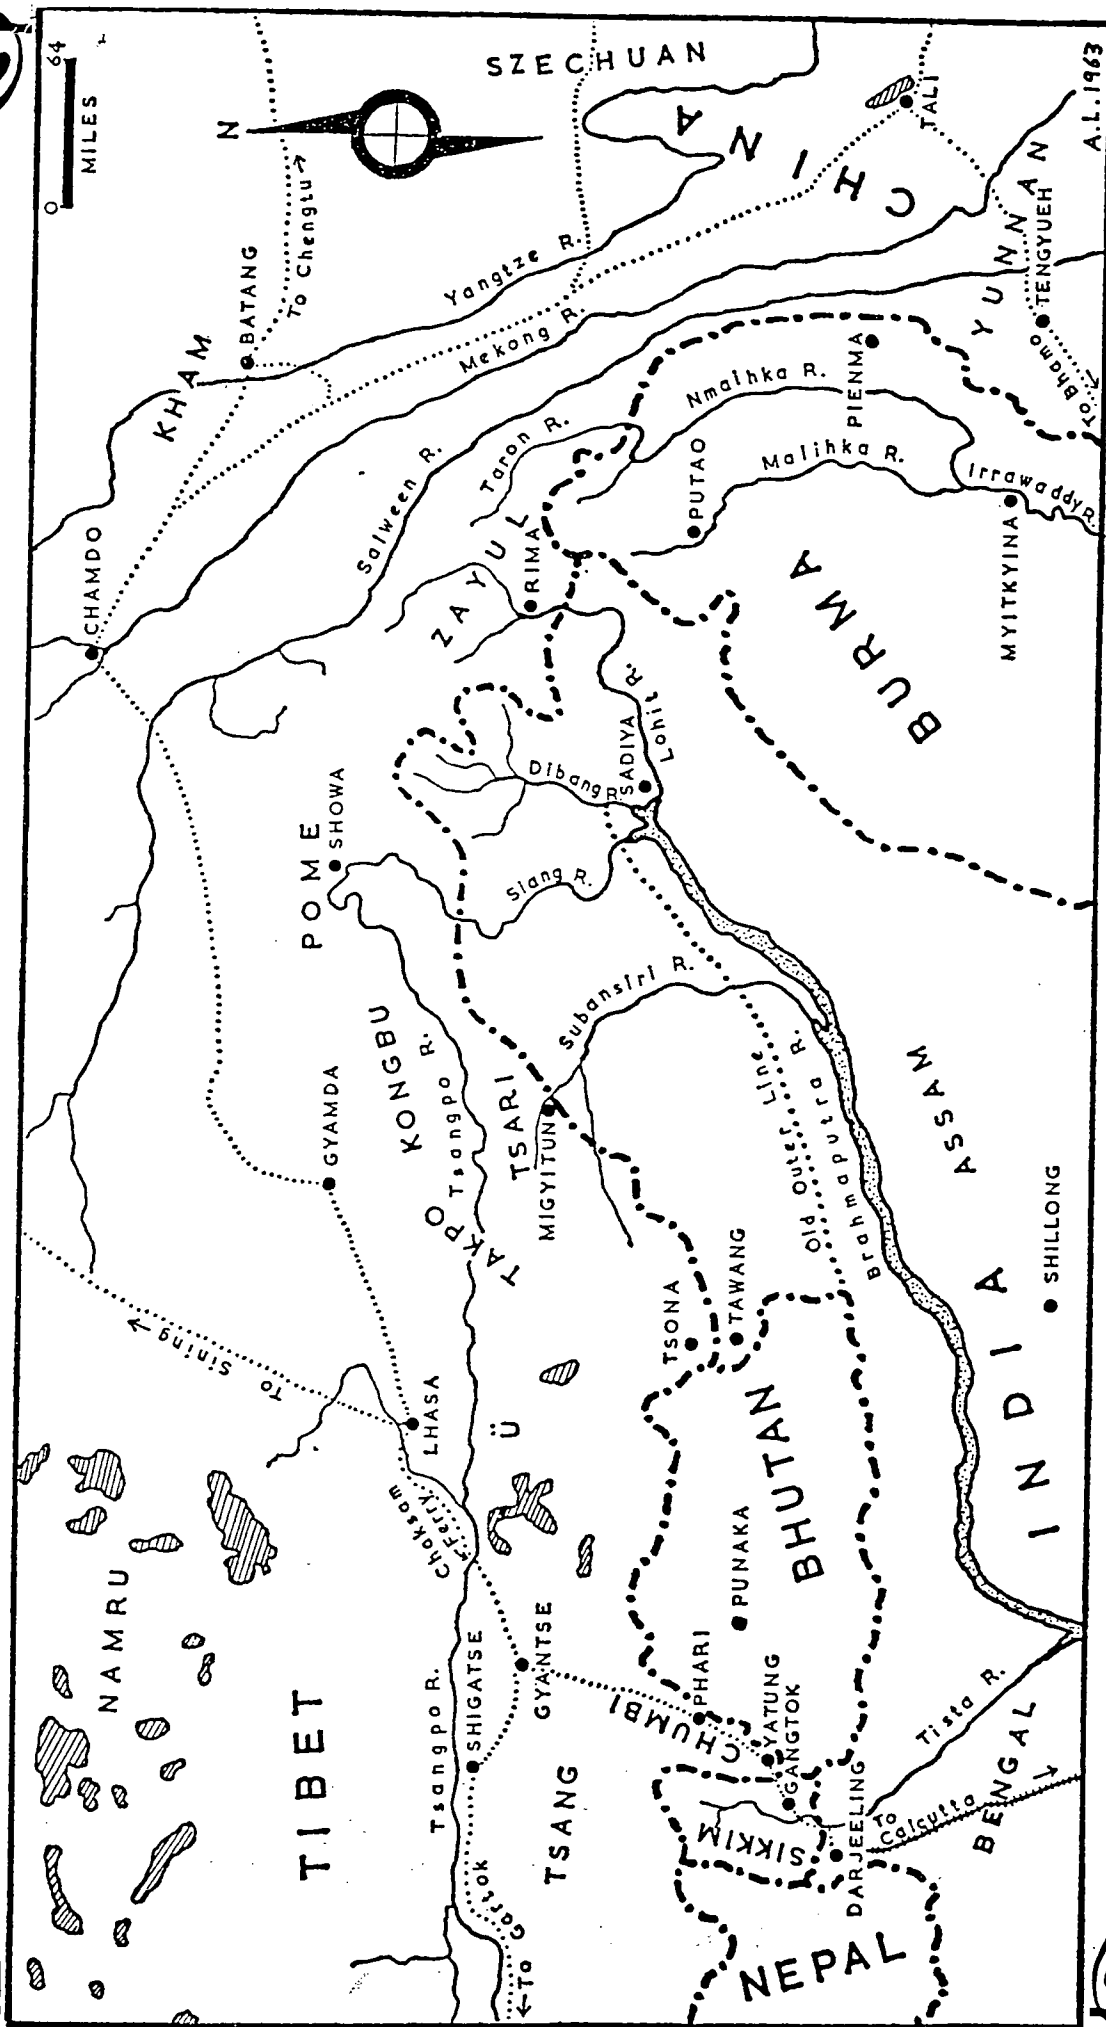 0
64
MILES
N
SZECHUAN
CHINA
KHAM
CHAMDO
BATANG
To Chengtu →
Yangtze R.
Mekong R.
Salween R.
Taron R.
TALI
YUNNAN
TENGYUEH
To Bhamo
PIENMA
Nmaihka R.
Malihka R.
PUTAO
Irrawaddy R.
MYITKYINA
BURMA
ZAYUL
RIMA
Lohit R.
SADIYA
Dibang R.
Siang R.
Subansiri R.
POME
SHOWA
KONGBU
Tsangpo R.
TAKPO
TSARI
MIGYITUN
GYAMDA
To Sining →
LHASA
Ü
Chaksam
Ferry
TSONA
TAWANG
Old Outer Line
Brahmaputra R.
ASSAM
SHILLONG
INDIA
BHUTAN
PUNAKA
NAMRU
TIBET
Tsangpo R.
SHIGATSE
GYANTSE
TSANG
← To Gartok
CHUMBI
PHARI
YATUNG
GANGTOK
SIKKIM
DARJEELING
To
Calcutta
Tista R.
BENGAL
NEPAL
A.L. 1963